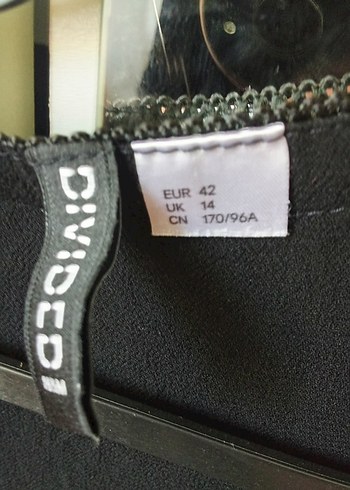 DIVIDED
EUR 42
UK 14
CN 170/96A